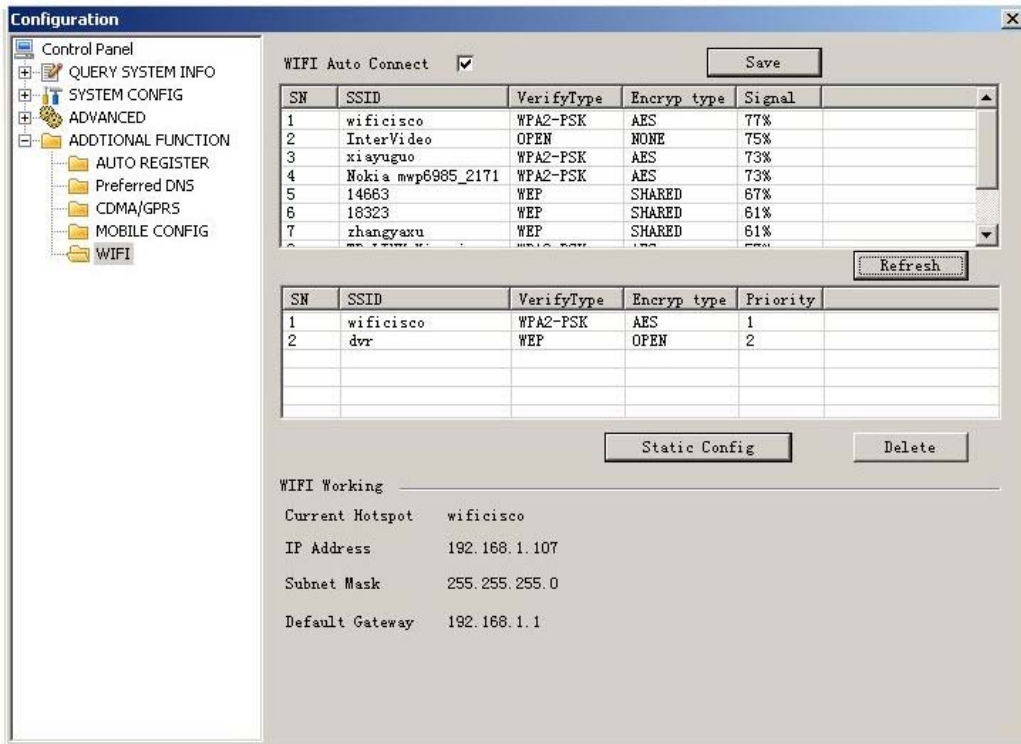 Configuration
Control Panel
QUERY SYSTEM INFO
SYSTEM CONFIG
ADVANCED
ADDTIONAL FUNCTION
AUTO REGISTER
Preferred DNS
CDMA/GPRS
MOBILE CONFIG
WIFI
WIFI Auto Connect Save
SN SSID VerifyType Encryp type Signal
1 wificisco WPA2-PSK AES 77%
2 InterVideo OPEN NONE 75%
3 xiayuguo WPA2-PSK AES 73%
4 Nokia mwp6985_2171 WPA2-PSK AES 73%
5 14663 WEP SHARED 67%
6 18323 WEP SHARED 61%
7 zhangyaxu WEP SHARED 61%
Refresh
SN SSID VerifyType Encryp type Priority
1 wificisco WPA2-PSK AES 1
2 dvr WEP OPEN 2
Static Config Delete
WIFI Working
Current Hotspot wificisco
IP Address 192.168.1.107
Subnet Mask 255.255.255.0
Default Gateway 192.168.1.1